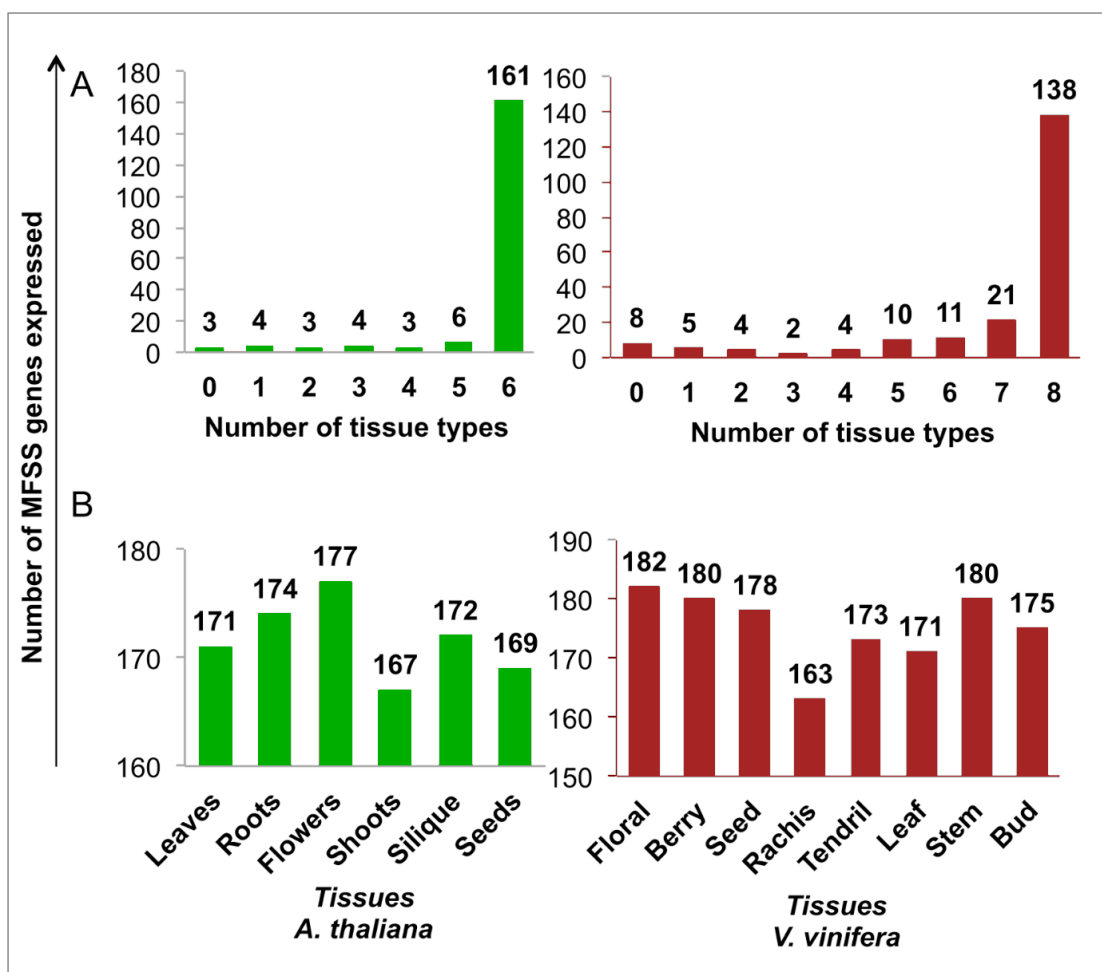 Number of MFSS genes expressed
A
180
160
140
120
100
80
60
40
20
0
3 4 3 4 3 6 161
0 1 2 3 4 5 6
Number of tissue types
160
140
120
100
80
60
40
20
0
8 5 4 2 4 10 11 21 138
0 1 2 3 4 5 6 7 8
Number of tissue types
B
180
170
160
171 174 177 167 172 169
Leaves Roots Flowers Shoots Silique Seeds
Tissues
A. thaliana
190
180
170
160
150
182 180 178 163 173 171 180 175
Floral Berry Seed Rachis Tendril Leaf Stem Bud
Tissues
V. vinifera